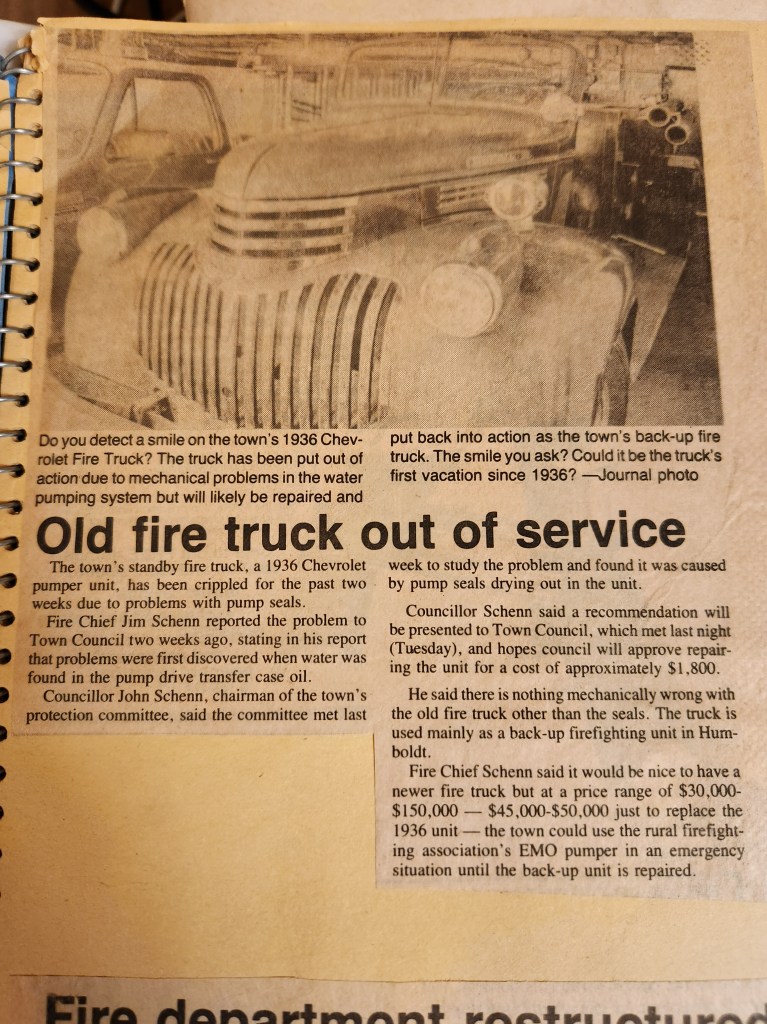 Do you detect a smile on the town's 1936 Chev-
rolet Fire Truck? The truck has been put out of
action due to mechanical problems in the water
pumping system but will likely be repaired and
put back into action as the town's back-up fire
truck. The smile you ask? Could it be the truck's
first vacation since 1936? —Journal photo
Old fire truck out of service
The town's standby fire truck, a 1936 Chevrolet
pumper unit, has been crippled for the past two
weeks due to problems with pump seals.
Fire Chief Jim Schenn reported the problem to
Town Council two weeks ago, stating in his report
that problems were first discovered when water was
found in the pump drive transfer case oil.
Councillor John Schenn, chairman of the town's
protection committee, said the committee met last
week to study the problem and found it was caused
by pump seals drying out in the unit.
Councillor Schenn said a recommendation will
be presented to Town Council, which met last night
(Tuesday), and hopes council will approve repair-
ing the unit for a cost of approximately $1,800.
He said there is nothing mechanically wrong with
the old fire truck other than the seals. The truck is
used mainly as a back-up firefighting unit in Hum-
boldt.
Fire Chief Schenn said it would be nice to have a
newer fire truck but at a price range of $30,000-
$150,000 — $45,000-$50,000 just to replace the
1936 unit — the town could use the rural firefight-
ing association's EMO pumper in an emergency
situation until the back-up unit is repaired.
Fire department restructured